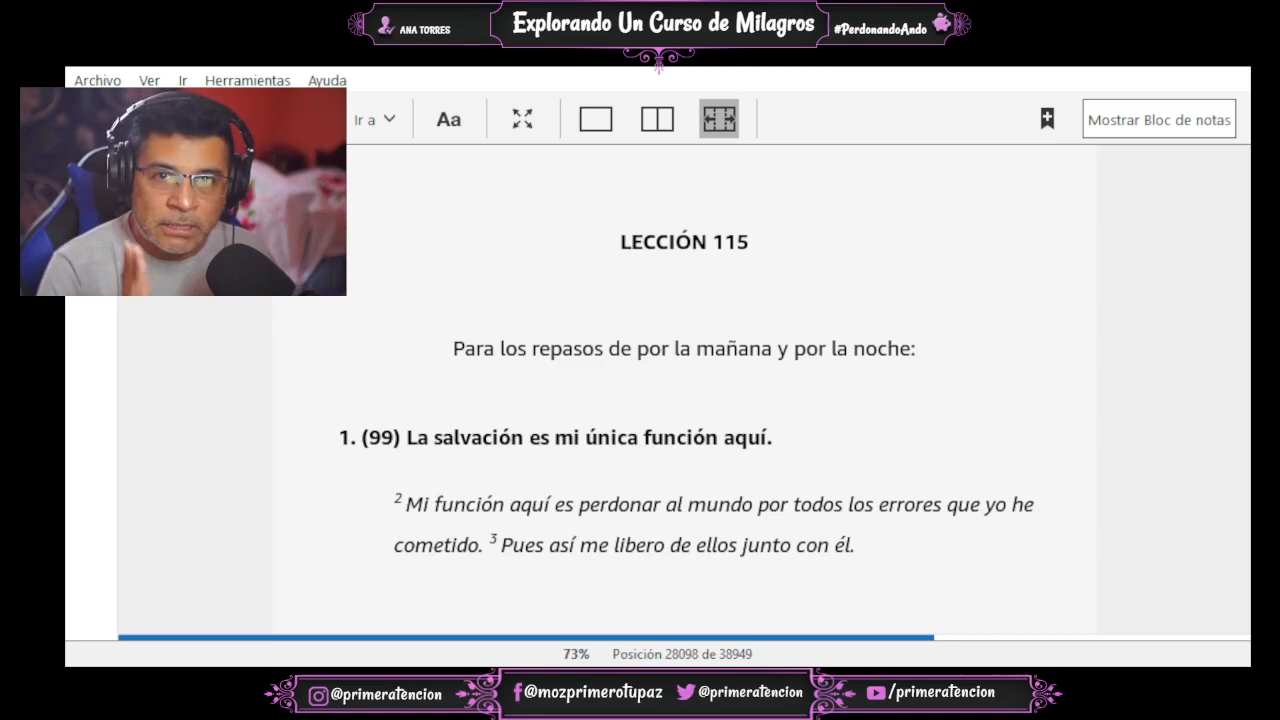 ANA TORRES
Explorando Un Curso de Milagros
#PerdonandoAndo
Archivo Ver Ir Herramientas Ayuda
Ir a Aa Mostrar Bloc de notas
LECCIÓN 115
Para los repasos de por la mañana y por la noche:
1. (99) La salvación es mi única función aquí.
2 Mi función aquí es perdonar al mundo por todos los errores que yo he
cometido. 3 Pues así me libero de ellos junto con él.
73% Posición 28098 de 38949
@primeratencion f@mozprimerotupaz @primeratencion /primeratencion